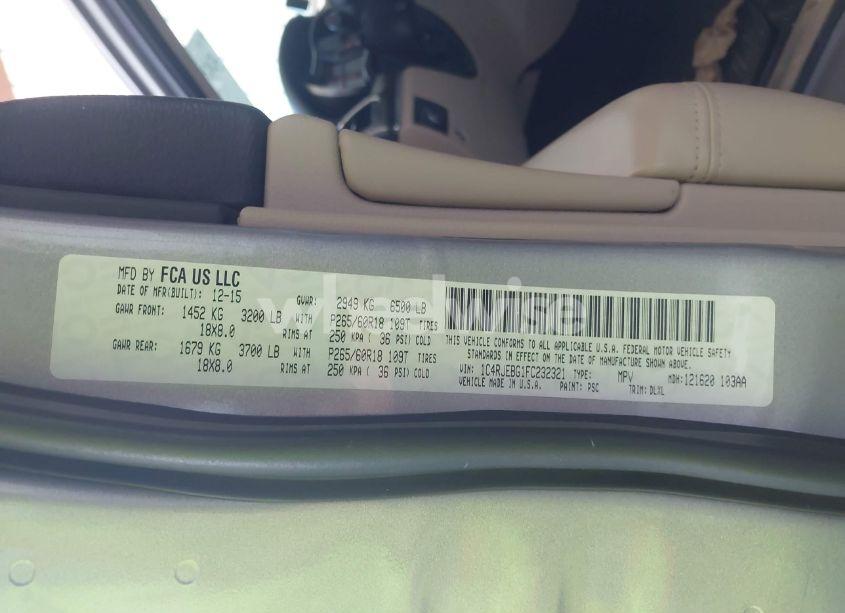 MFD BY FCA US LLC
DATE OF MFR(BUILT): 12-15 GVWR: 2949 KG 6500 LB
GAWR FRONT: 1452 KG 3200 LB WITH P265/60R18 109T TIRES
18X8.0 RIMS AT 250 KPA ( 36 PSI) COLD
GAWR REAR: 1679 KG 3700 LB WITH P265/60R18 109T TIRES
18X8.0 RIMS AT 250 KPA ( 36 PSI) COLD
THIS VEHICLE CONFORMS TO ALL APPLICABLE U.S.A. FEDERAL MOTOR VEHICLE SAFETY
STANDARDS IN EFFECT ON THE DATE OF MANUFACTURE SHOWN ABOVE.
VIN: 1C4RJEBG1FC232321 TYPE: MPV MDH: 121620 103AA
VEHICLE MADE IN U.S.A. PAINT: PSC TRIM: DLXL
wheelwise